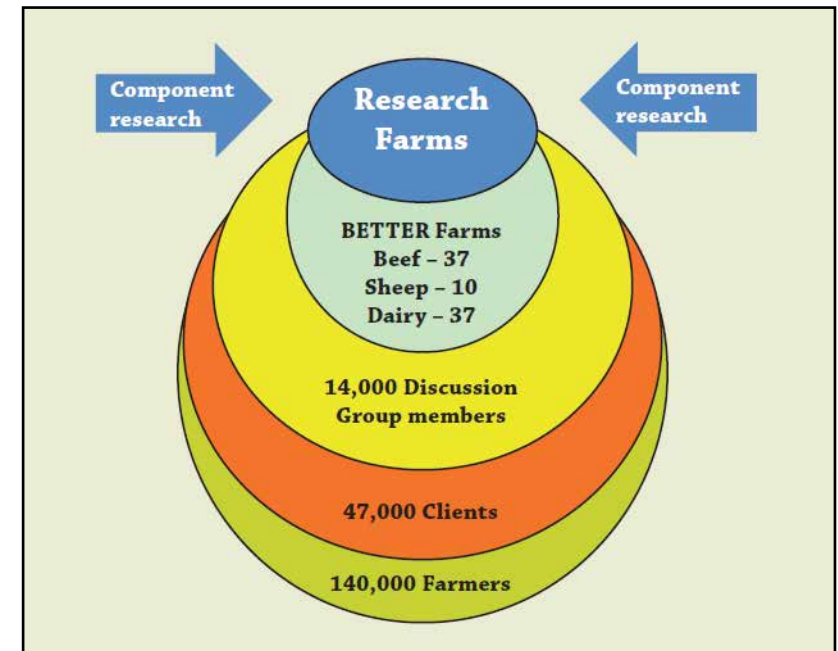 Component
research
Research
Farms
Component
research
BETTER Farms
Beef – 37
Sheep – 10
Dairy – 37
14,000 Discussion
Group members
47,000 Clients
140,000 Farmers